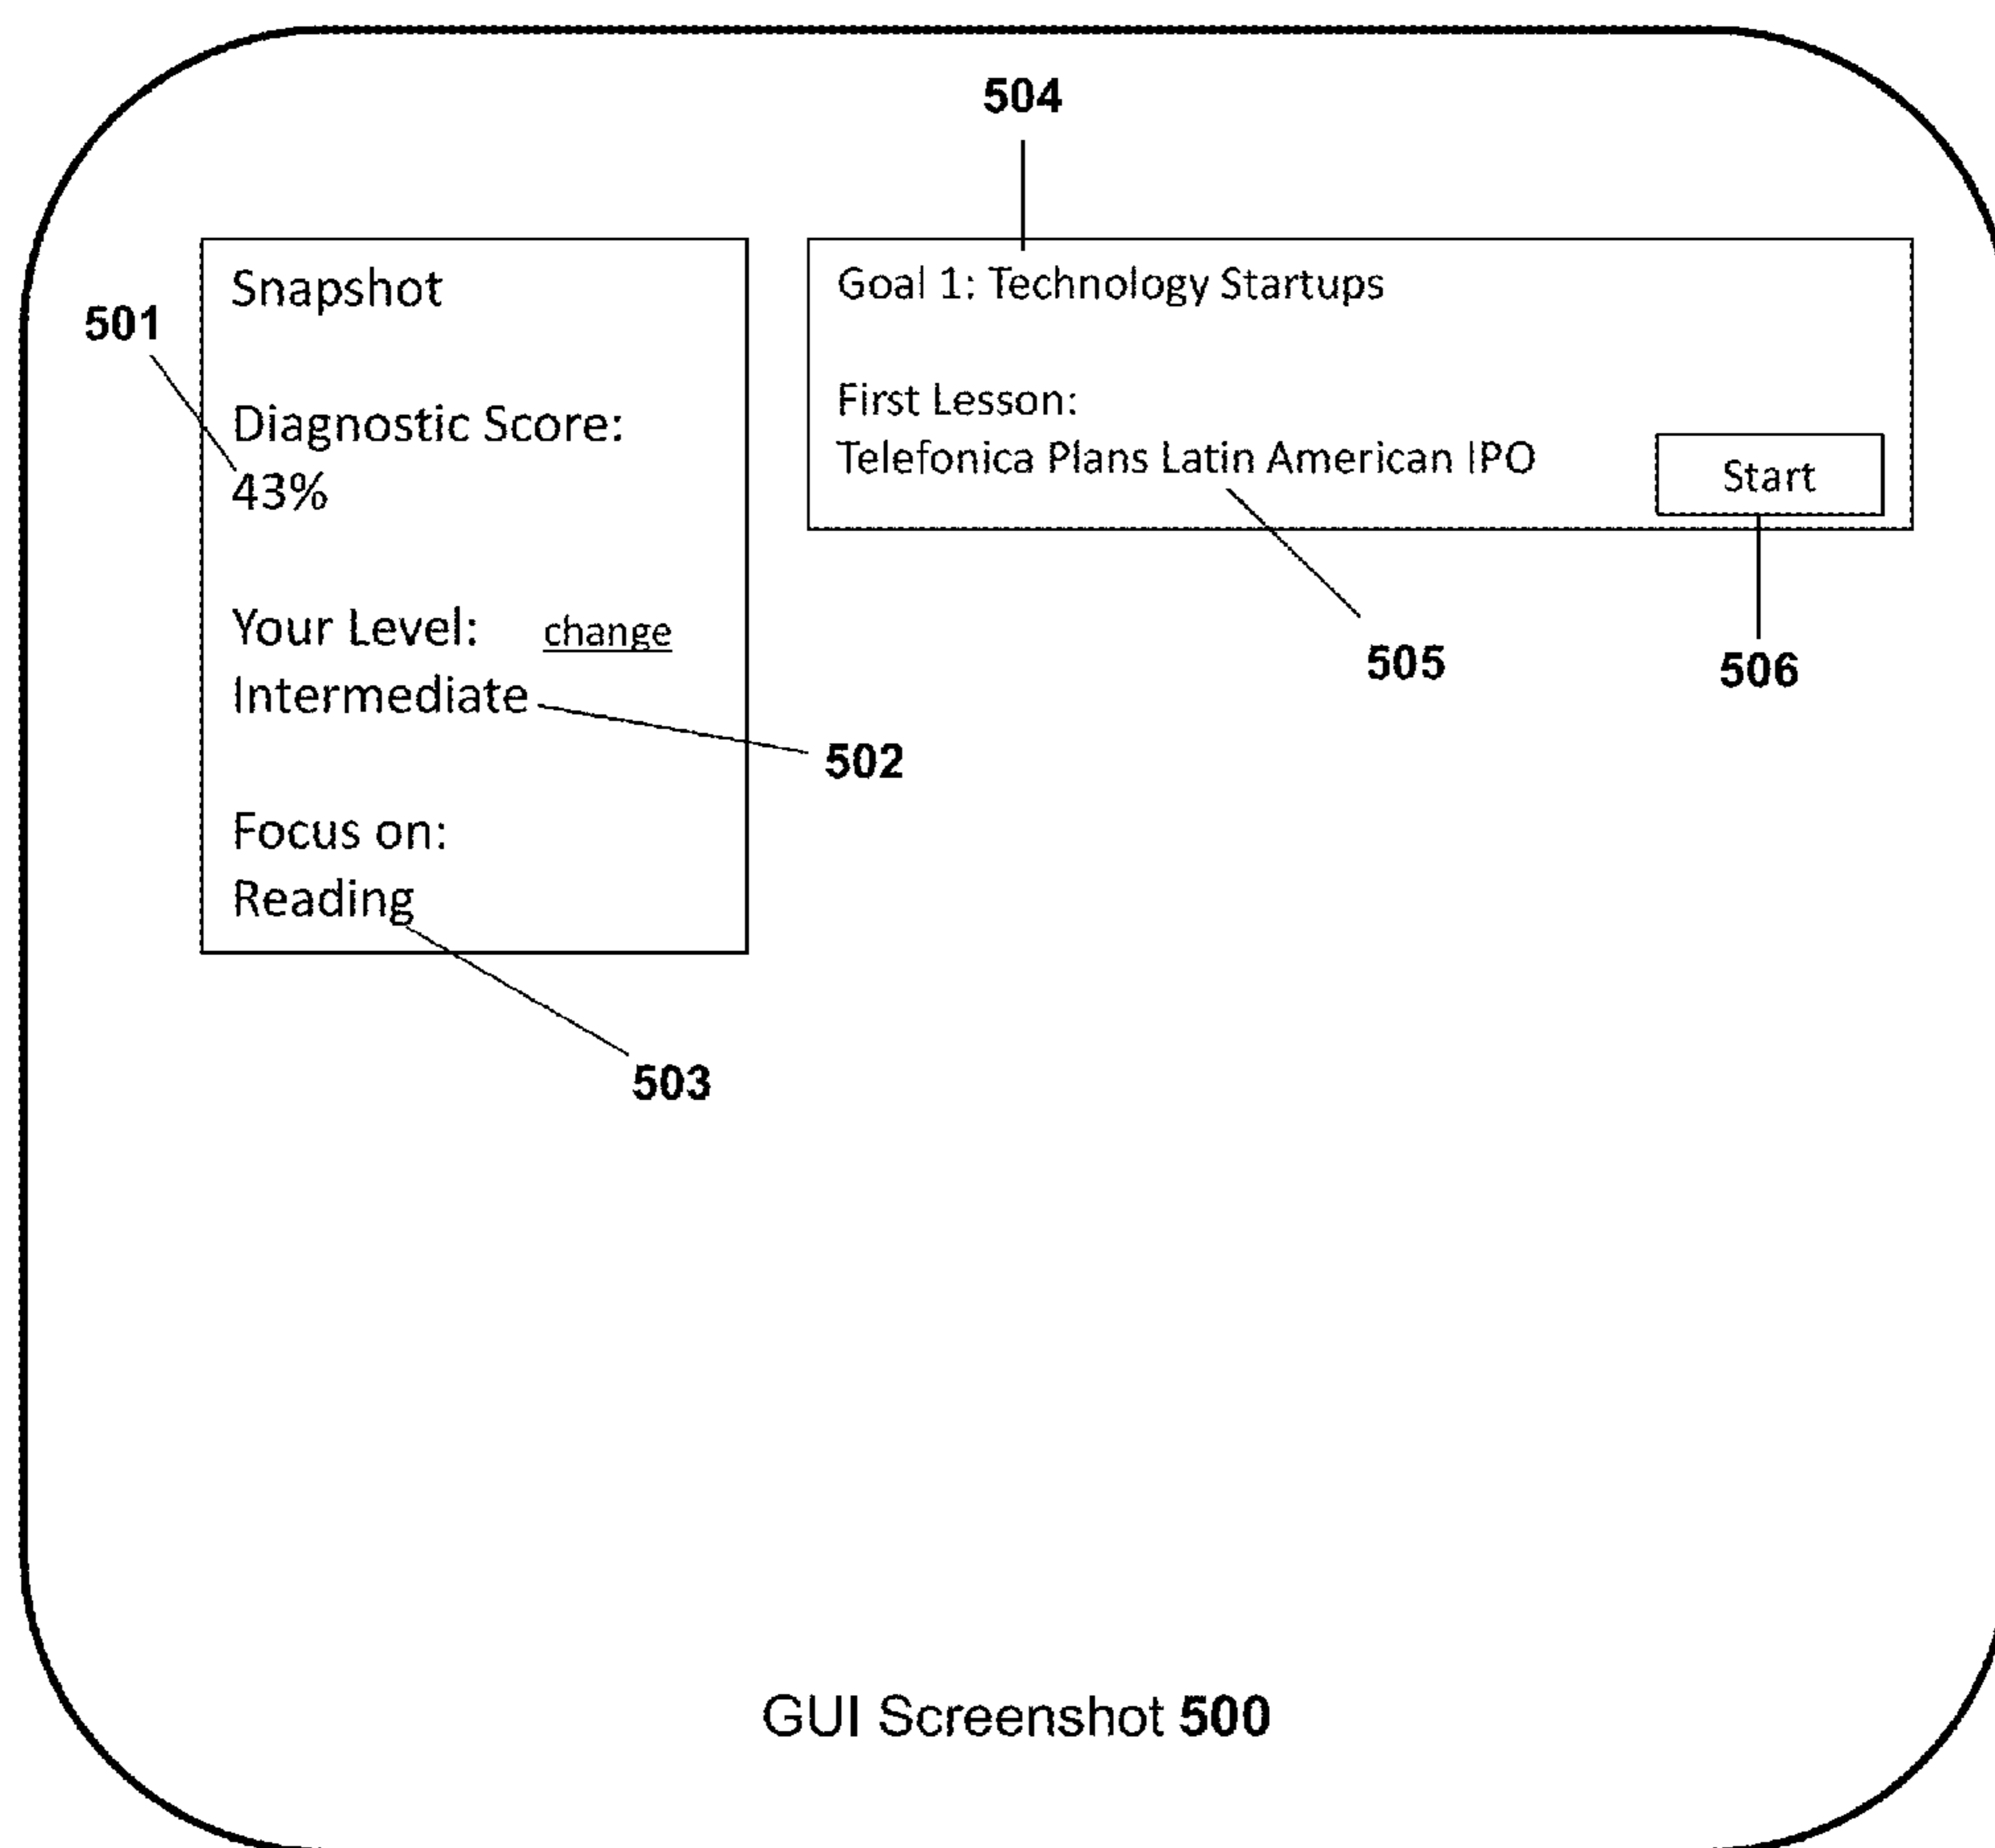 504
501
Snapshot
Diagnostic Score:
43%
Your Level: change
Intermediate
502
Focus on:
Reading
503
Goal 1: Technology Startups
First Lesson:
Telefonica Plans Latin American IPO
Start
505
506
GUI Screenshot 500